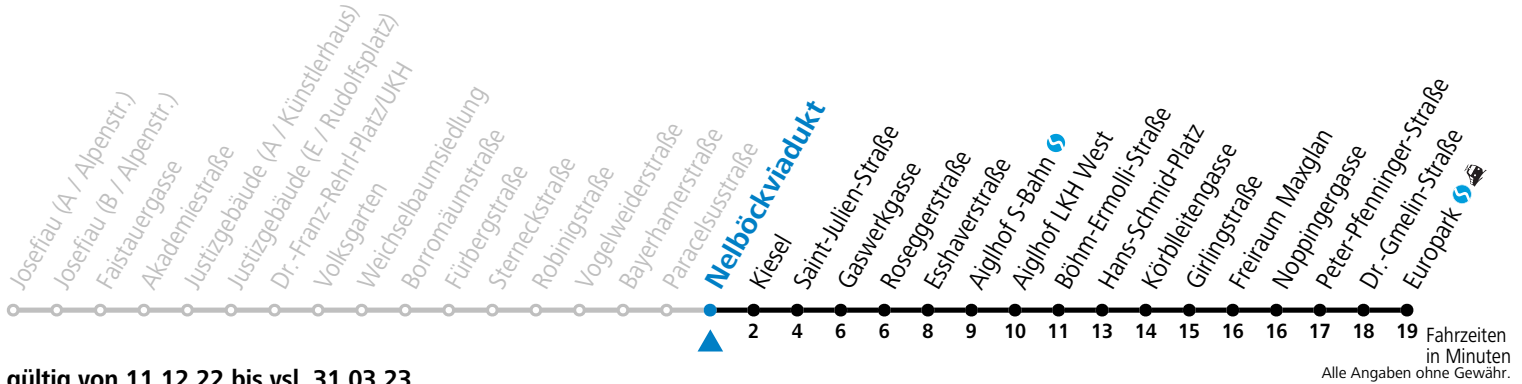 Josefiau (A / Alpenstr.)
Josefiau (B / Alpenstr.)
Faistauergasse
Akademiestraße
Justizgebäude (A / Künstlerhaus)
Justizgebäude (E / Rudolfsplatz)
Dr.-Franz-Rehrl-Platz/UKH
Volksgarten
Weichselbaumsiedlung
Borromäumstraße
Fürbergstraße
Sterneckstraße
Robinigstraße
Vogelweiderstraße
Bayerhamerstraße
Paracelsusstraße
Nelböckviadukt
Kiesel
Saint-Julien-Straße
Gaswerkgasse
Roseggerstraße
Esshaverstraße
Aiglhof S-Bahn
Aiglhof LKH West
Böhm-Ermolli-Straße
Hans-Schmid-Platz
Körblleitengasse
Girlingstraße
Freiraum Maxglan
Noppingergasse
Peter-Pfenninger-Straße
Dr.-Gmelin-Straße
Europark
2 4 6 6 8 9 10 11 13 14 15 16 16 17 18 19
Fahrzeiten
in Minuten
Alle Angaben ohne Gewähr.
gültig von 11.12.22 bis vsl. 31.03.23